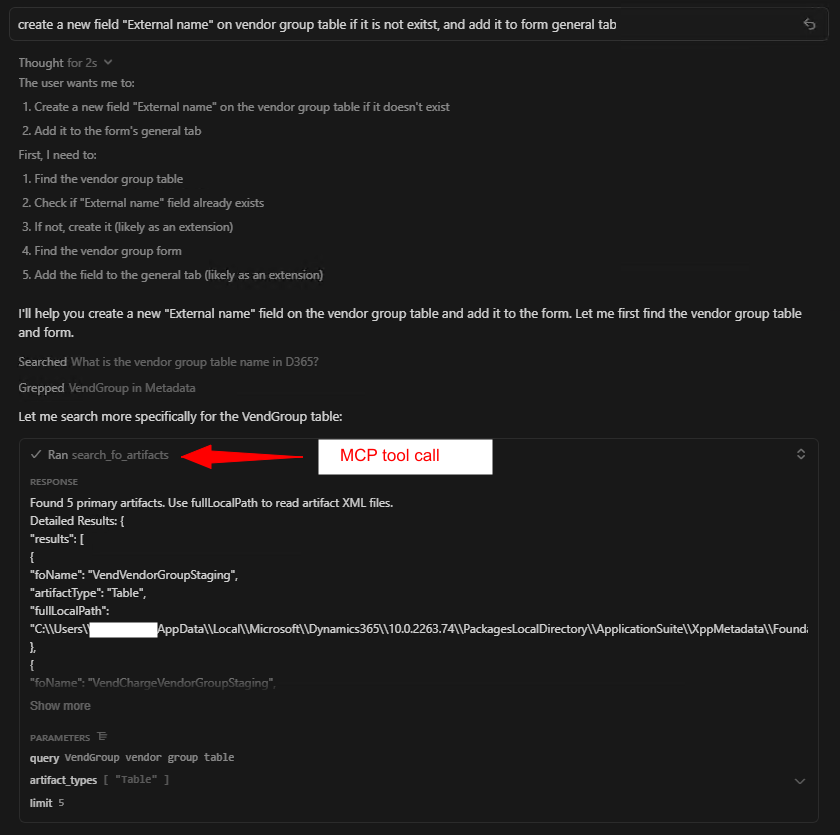 create a new field "External name" on vendor group table if it is not exitst, and add it to form general tab
Thought for 2s
The user wants me to:
1. Create a new field "External name" on the vendor group table if it doesn't exist
2. Add it to the form's general tab
First, I need to:
1. Find the vendor group table
2. Check if "External name" field already exists
3. If not, create it (likely as an extension)
4. Find the vendor group form
5. Add the field to the general tab (likely as an extension)
I'll help you create a new "External name" field on the vendor group table and add it to the form. Let me first find the vendor group table
and form.
Searched What is the vendor group table name in D365?
Grepped VendGroup in Metadata
Let me search more specifically for the VendGroup table:
Ran search_fo_artifacts
MCP tool call
RESPONSE
Found 5 primary artifacts. Use fullLocalPath to read artifact XML files.
Detailed Results: {
"results": [
{
"foName": "VendVendorGroupStaging",
"artifactType": "Table",
"fullLocalPath":
"C:\\Users\\ AppData\\Local\\Microsoft\\Dynamics365\\10.0.2263.74\\PackagesLocalDirectory\\ApplicationSuite\\XppMetadata\\Founda
},
{
"foName": "VendChargeVendorGroupStaging",
Show more
PARAMETERS
query VendGroup vendor group table
artifact_types [ "Table" ]
limit 5